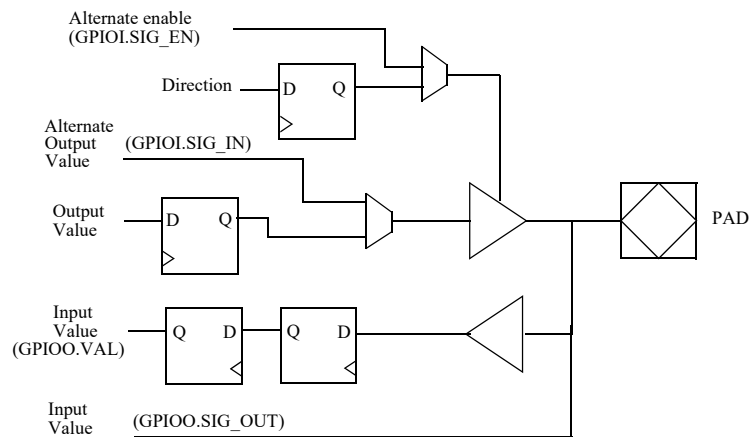 Alternate enable
(GPIOI.SIG_EN)
Direction
D Q
Alternate
Output
Value
(GPIOI.SIG_IN)
Output
Value
D Q
PAD
Input
Value
(GPIOO.VAL)
Q D
Q D
Input
Value
(GPIOO.SIG_OUT)